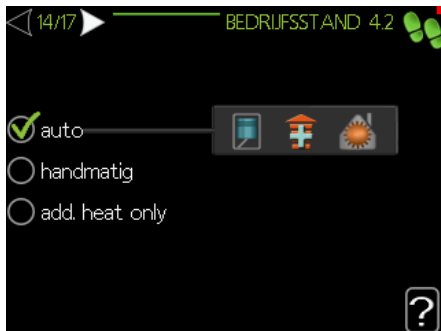 14/17 BEDRIJFSSTAND 4.2
auto
handmatig
add. heat only
?